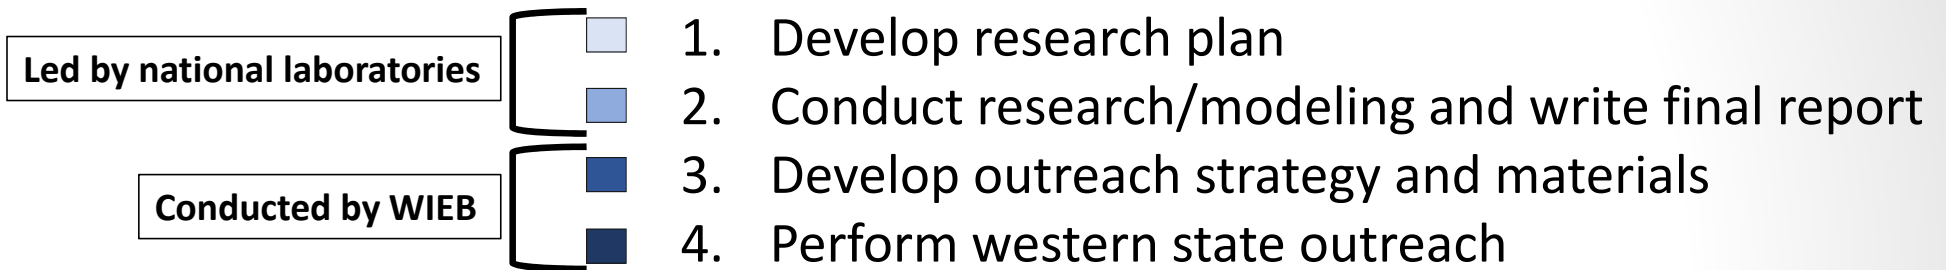 Led by national laboratories
1. Develop research plan
2. Conduct research/modeling and write final report
Conducted by WIEB
3. Develop outreach strategy and materials
4. Perform western state outreach